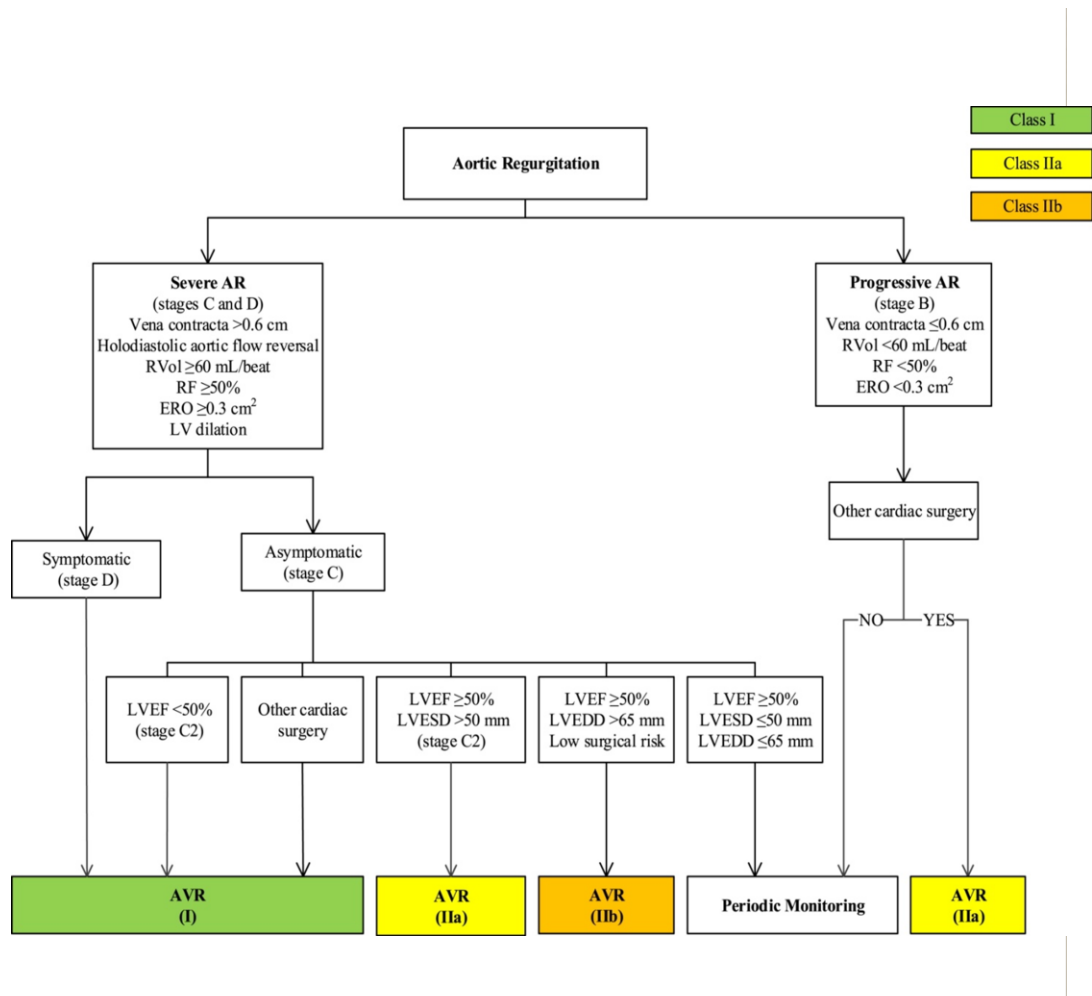 Class I
Class IIa
Class IIb
Aortic Regurgitation
Severe AR
(stages C and D)
Vena contracta >0.6 cm
Holodiastolic aortic flow reversal
RVol ≥60 mL/beat
RF ≥50%
ERO ≥0.3 cm²
LV dilation
Progressive AR
(stage B)
Vena contracta ≤0.6 cm
RVol <60 mL/beat
RF <50%
ERO <0.3 cm²
Other cardiac surgery
Symptomatic
(stage D)
Asymptomatic
(stage C)
NO
YES
LVEF <50%
(stage C2)
Other cardiac
surgery
LVEF ≥50%
LVESD >50 mm
(stage C2)
LVEF ≥50%
LVEDD >65 mm
Low surgical risk
LVEF ≥50%
LVESD ≤50 mm
LVEDD ≤65 mm
AVR
(I)
AVR
(IIa)
AVR
(IIb)
Periodic Monitoring
AVR
(IIa)